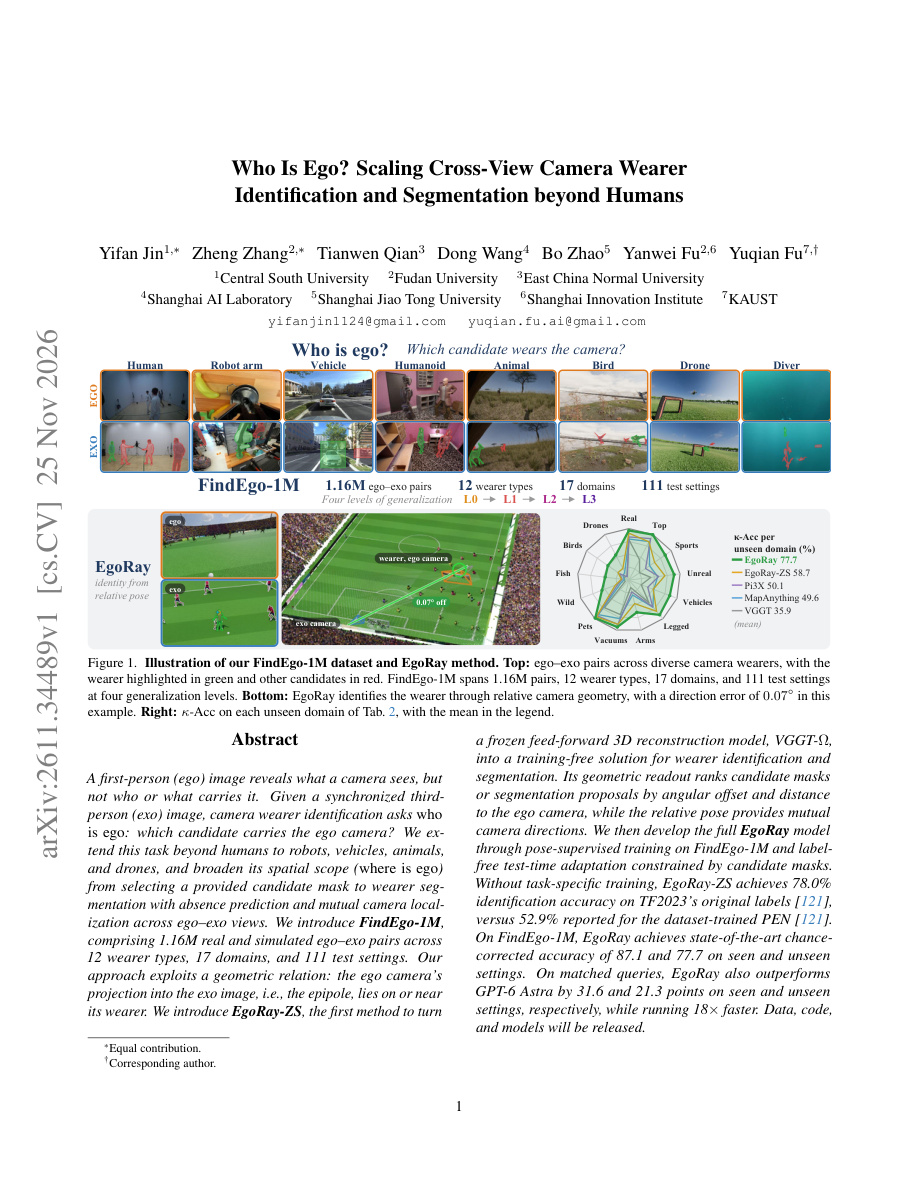 arXiv:2611.34489v1 [cs.CV] 25 Nov 2026
Who Is Ego? Scaling Cross-View Camera Wearer
Identification and Segmentation beyond Humans
Yifan Jin1,∗ Zheng Zhang2,∗ Tianwen Qian3 Dong Wang4 Bo Zhao5 Yanwei Fu2,6 Yuqian Fu7,†
1Central South University 2Fudan University 3East China Normal University
4Shanghai AI Laboratory 5Shanghai Jiao Tong University 6Shanghai Innovation Institute 7KAUST
yifanjin1124@gmail.com yuqian.fu.ai@gmail.com
Who is ego? Which candidate wears the camera?
Human Robot arm Vehicle Humanoid Animal Bird Drone Diver
EGO
EXO
FindEgo-1M 1.16M ego–exo pairs 12 wearer types 17 domains 111 test settings
Four levels of generalization L0 → L1 → L2 → L3
EgoRay
identity from
relative pose
ego
exo
wearer, ego camera
0.07° off
exo camera
Real
Top
Sports
Unreal
Vehicles
Legged
Arms
Vacuums
Pets
Wild
Fish
Birds
Drones
κ-Acc per
unseen domain (%)
EgoRay 77.7
EgoRay-ZS 58.7
Pi3X 50.1
MapAnything 49.6
VGGT 35.9
(mean)
Figure 1. Illustration of our FindEgo-1M dataset and EgoRay method. Top: ego–exo pairs across diverse camera wearers, with the
wearer highlighted in green and other candidates in red. FindEgo-1M spans 1.16M pairs, 12 wearer types, 17 domains, and 111 test settings
at four generalization levels. Bottom: EgoRay identifies the wearer through relative camera geometry, with a direction error of 0.07° in this
example. Right: κ-Acc on each unseen domain of Tab. 2, with the mean in the legend.
Abstract
A first-person (ego) image reveals what a camera sees, but
not who or what carries it. Given a synchronized third-
person (exo) image, camera wearer identification asks who
is ego: which candidate carries the ego camera? We ex-
tend this task beyond humans to robots, vehicles, animals,
and drones, and broaden its spatial scope (where is ego)
from selecting a provided candidate mask to wearer seg-
mentation with absence prediction and mutual camera local-
ization across ego–exo views. We introduce FindEgo-1M,
comprising 1.16M real and simulated ego–exo pairs across
12 wearer types, 17 domains, and 111 test settings. Our
approach exploits a geometric relation: the ego camera's
projection into the exo image, i.e., the epipole, lies on or near
its wearer. We introduce EgoRay-ZS, the first method to turn
∗Equal contribution.
†Corresponding author.
a frozen feed-forward 3D reconstruction model, VGGT-Ω,
into a training-free solution for wearer identification and
segmentation. Its geometric readout ranks candidate masks
or segmentation proposals by angular offset and distance
to the ego camera, while the relative pose provides mutual
camera directions. We then develop the full EgoRay model
through pose-supervised training on FindEgo-1M and label-
free test-time adaptation constrained by candidate masks.
Without task-specific training, EgoRay-ZS achieves 78.0%
identification accuracy on TF2023's original labels [121],
versus 52.9% reported for the dataset-trained PEN [121].
On FindEgo-1M, EgoRay achieves state-of-the-art chance-
corrected accuracy of 87.1 and 77.7 on seen and unseen
settings. On matched queries, EgoRay also outperforms
GPT-6 Astra by 31.6 and 21.3 points on seen and unseen
settings, respectively, while running 18× faster. Data, code,
and models will be released.
1